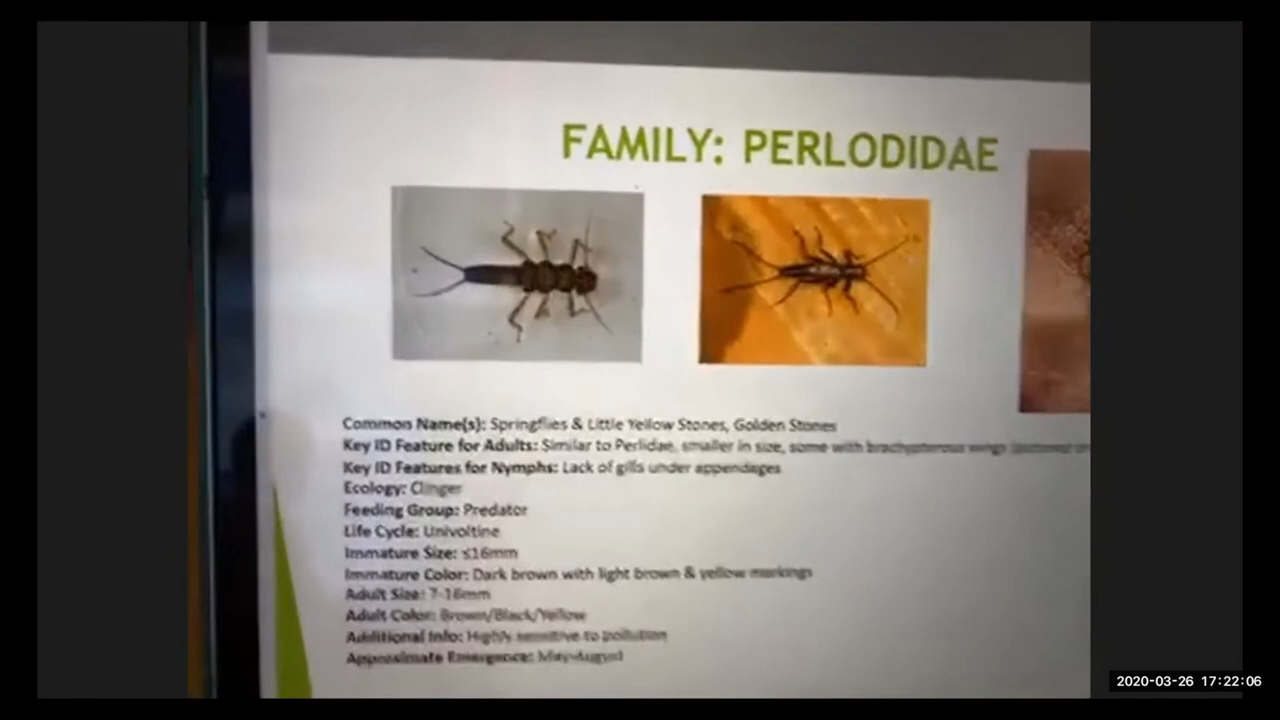 FAMILY: PERLODIDAE
Common Name(s): Springflies & Little Yellow Stones, Golden Stones
Key ID Feature for Adults: Similar to Perlidae, smaller in size, some with brachypterous wings
Key ID Features for Nymphs: Lack of gills under appendages
Ecology: Clinger
Feeding Group: Predator
Life Cycle: Univoltine
Immature Size: ≤16mm
Immature Color: Dark brown with light brown & yellow markings
Adult Size: 7-16mm
Adult Color: Brown/Black/Yellow
Additional Info: Highly sensitive to pollution
Approximate Emergence: May-August
2020-03-26 17:22:06